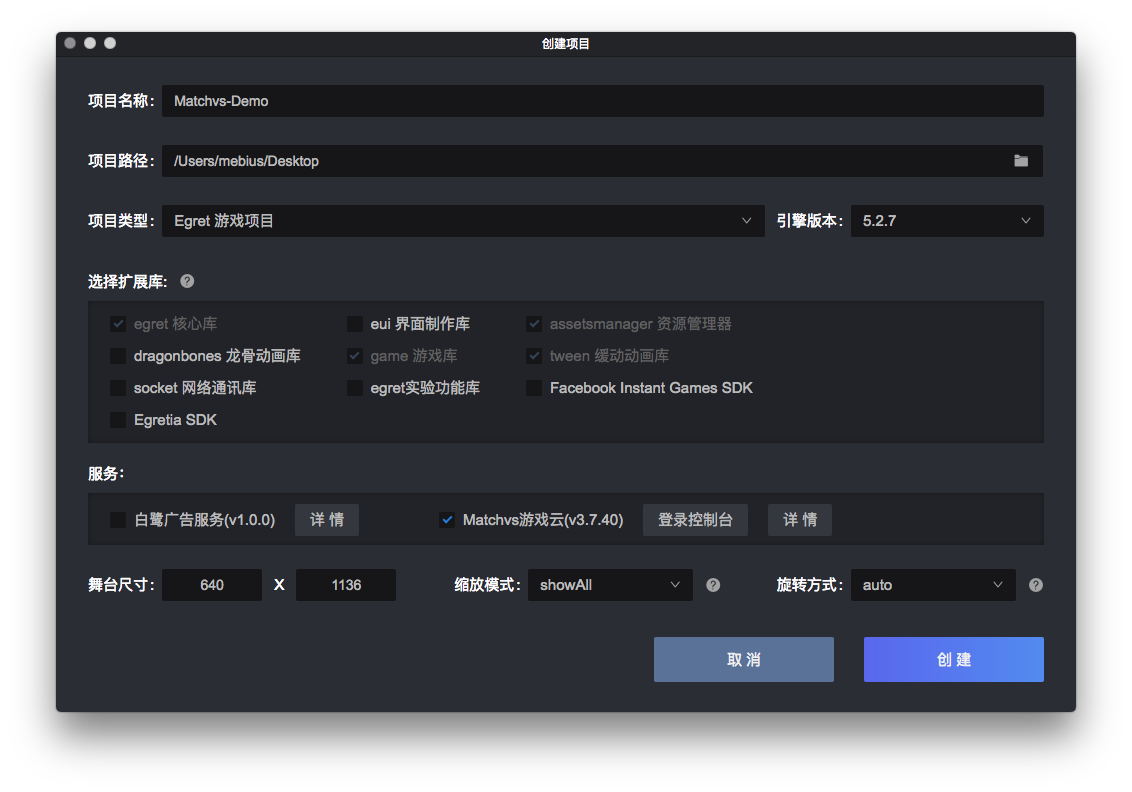 创建项目
项目名称: Matchvs-Demo
项目路径: /Users/mebius/Desktop
项目类型: Egret 游戏项目 引擎版本: 5.2.7
选择扩展库: ?
egret 核心库 eui 界面制作库 assetsmanager 资源管理器
dragonbones 龙骨动画库 game 游戏库 tween 缓动动画库
socket 网络通讯库 egret实验功能库 Facebook Instant Games SDK
Egretia SDK
服务:
白鹭广告服务(v1.0.0) 详 情 Matchvs游戏云(v3.7.40) 登录控制台 详 情
舞台尺寸: 640 X 1136 缩放模式: showAll ? 旋转方式: auto ?
取 消 创 建